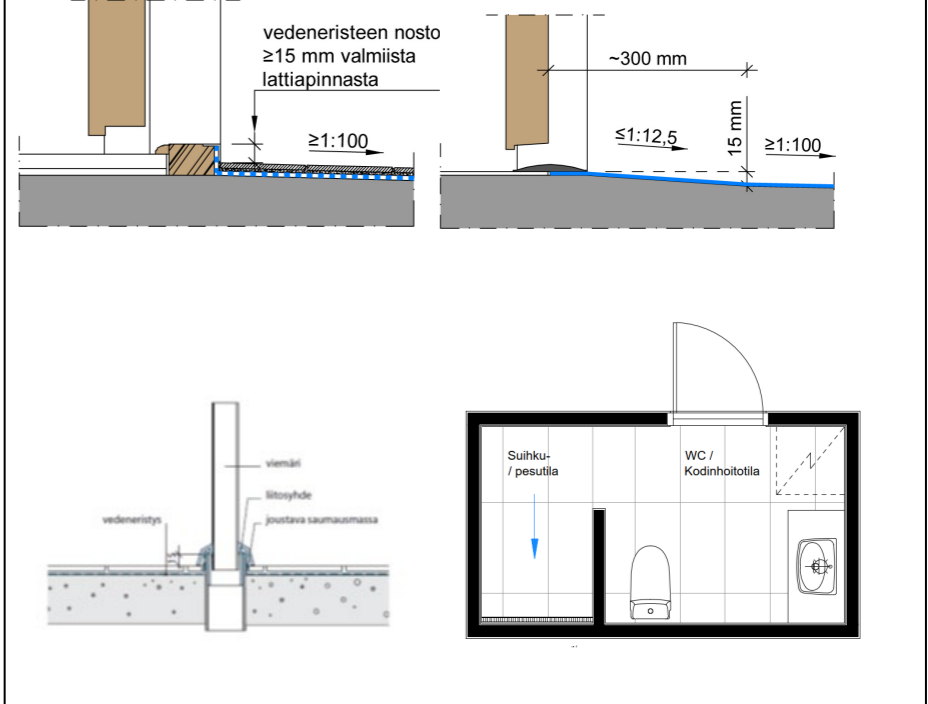 vedeneristeen nosto
≥15 mm valmiista
lattiapinnasta
≥1:100
~300 mm
≤1:12,5
15 mm
≥1:100
viemäri
liitosyhde
vedeneristys
joustava saumausmassa
Suihku-
/ pesutila
WC /
Kodinhoitotila